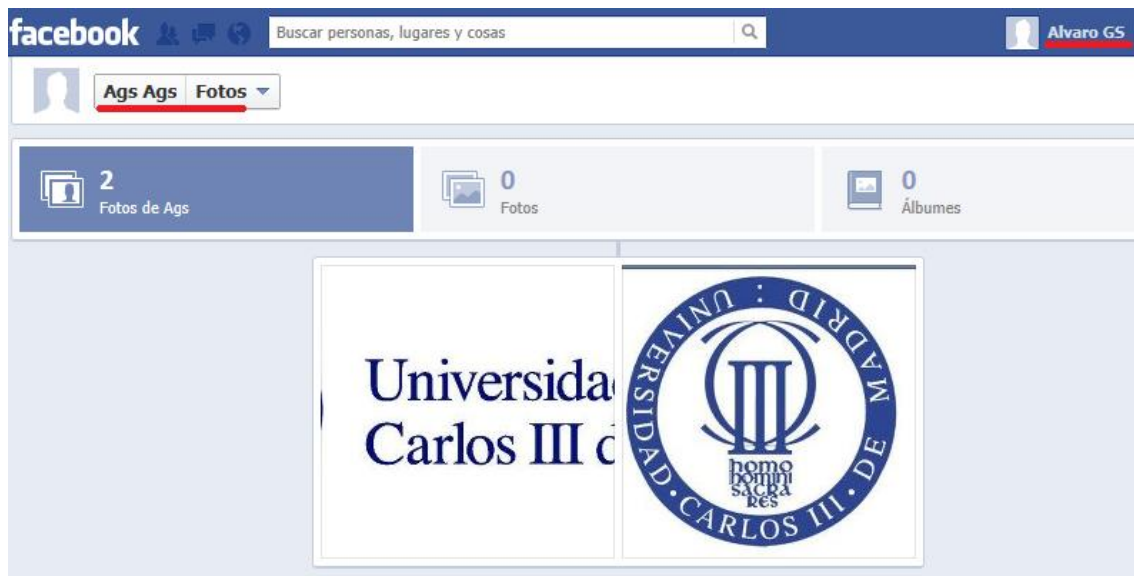 facebook
Buscar personas, lugares y cosas
Alvaro GS
Ags Ags Fotos
2
Fotos de Ags
0
Fotos
0
Álbumes
Universida
Carlos III d
UNIVERSIDAD · CARLOS III · DE MADRID :
homo
homini
sacra
res